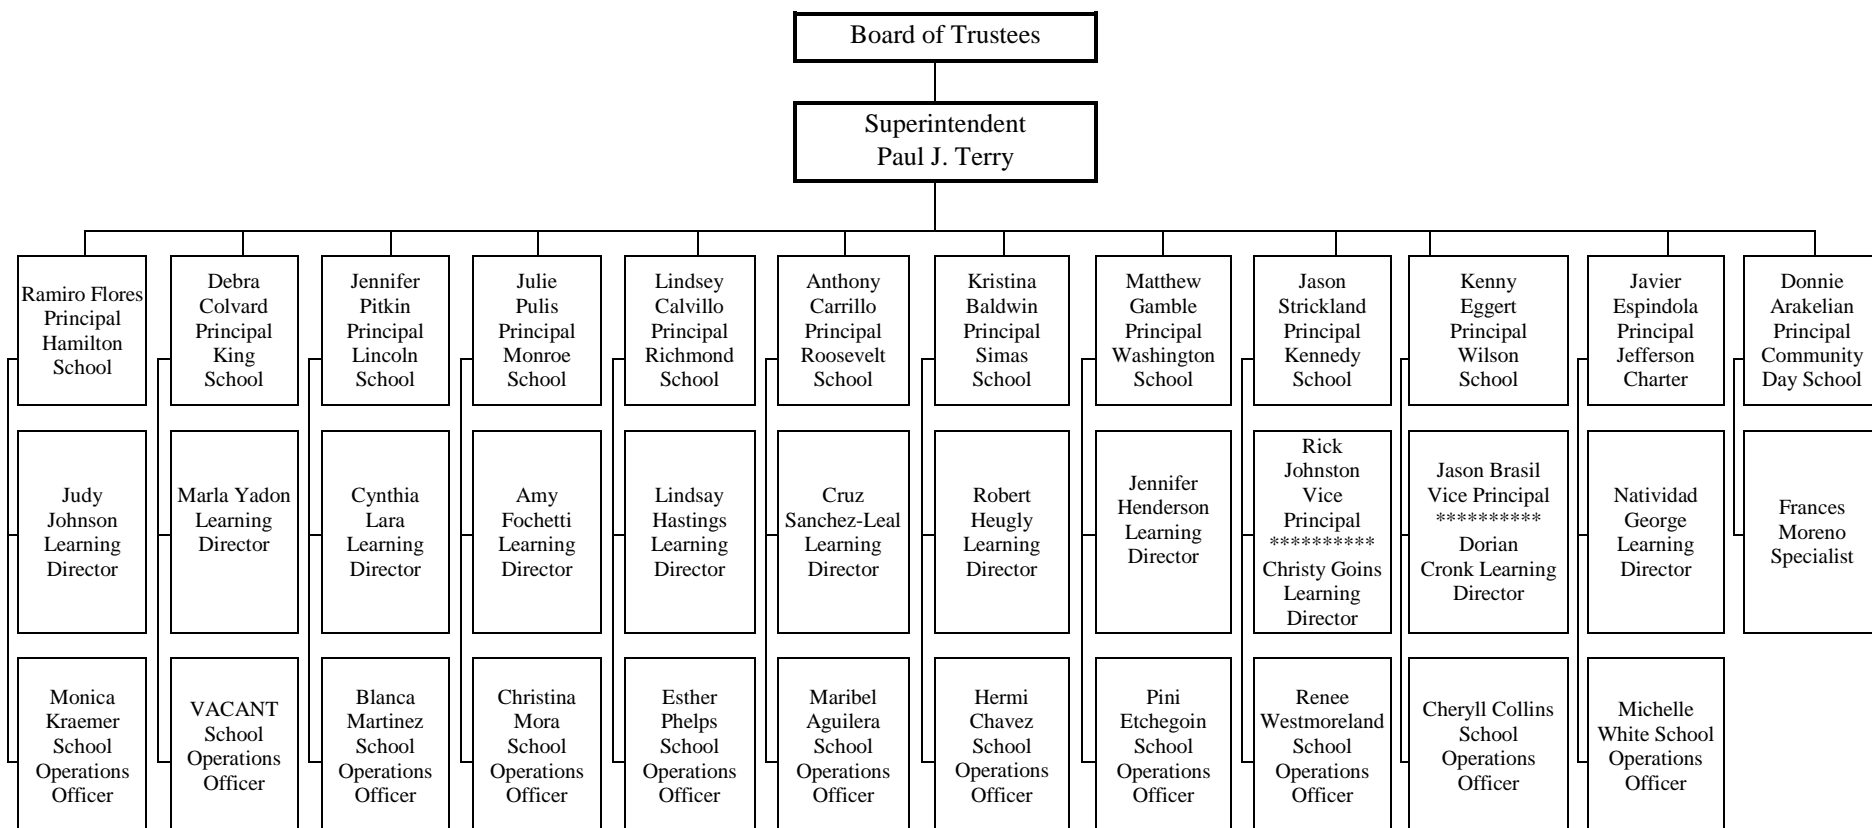 Board of Trustees
Superintendent
Paul J. Terry
Ramiro Flores
Principal
Hamilton
School
Debra
Colvard
Principal
King
School
Jennifer
Pitkin
Principal
Lincoln
School
Julie
Pulis
Principal
Monroe
School
Lindsey
Calvillo
Principal
Richmond
School
Anthony
Carrillo
Principal
Roosevelt
School
Kristina
Baldwin
Principal
Simas
School
Matthew
Gamble
Principal
Washington
School
Jason
Strickland
Principal
Kennedy
School
Kenny
Eggert
Principal
Wilson
School
Javier
Espindola
Principal
Jefferson
Charter
Donnie
Arakelian
Principal
Community
Day School
Judy
Johnson
Learning
Director
Marla Yadon
Learning
Director
Cynthia
Lara
Learning
Director
Amy
Fochetti
Learning
Director
Lindsay
Hastings
Learning
Director
Cruz
Sanchez-Leal
Learning
Director
Robert
Heugly
Learning
Director
Jennifer
Henderson
Learning
Director
Rick
Johnston
Vice
Principal
**********
Christy Goins
Learning
Director
Jason Brasil
Vice Principal
**********
Dorian
Cronk Learning
Director
Natividad
George
Learning
Director
Frances
Moreno
Specialist
Monica
Kraemer
School
Operations
Officer
VACANT
School
Operations
Officer
Blanca
Martinez
School
Operations
Officer
Christina
Mora
School
Operations
Officer
Esther
Phelps
School
Operations
Officer
Maribel
Aguilera
School
Operations
Officer
Hermi
Chavez
School
Operations
Officer
Pini
Etchegoin
School
Operations
Officer
Renee
Westmoreland
School
Operations
Officer
Cheryll Collins
School
Operations
Officer
Michelle
White School
Operations
Officer